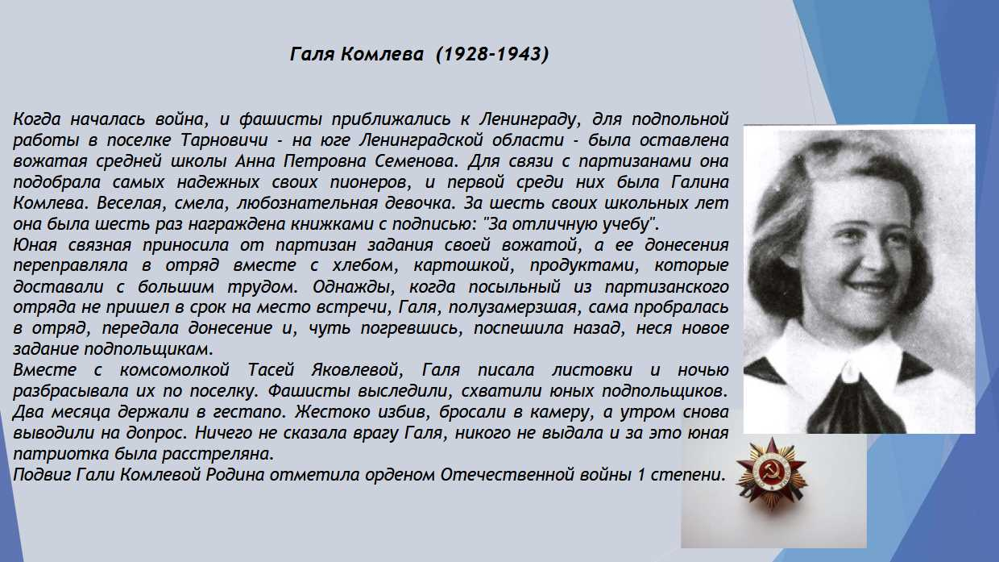 Галя Комлева (1928-1943)
Когда началась война, и фашисты приближались к Ленинграду, для подпольной
работы в поселке Тарновичи - на юге Ленинградской области - была оставлена
вожатая средней школы Анна Петровна Семенова. Для связи с партизанами она
подобрала самых надежных своих пионеров, и первой среди них была Галина
Комлева. Веселая, смела, любознательная девочка. За шесть своих школьных лет
она была шесть раз награждена книжками с подписью: "За отличную учебу".
Юная связная приносила от партизан задания своей вожатой, а ее донесения
переправляла в отряд вместе с хлебом, картошкой, продуктами, которые
доставали с большим трудом. Однажды, когда посыльный из партизанского
отряда не пришел в срок на место встречи, Галя, полузамерзшая, сама пробралась
в отряд, передала донесение и, чуть погревшись, поспешила назад, неся новое
задание подпольщикам.
Вместе с комсомолкой Тасей Яковлевой, Галя писала листовки и ночью
разбрасывала их по поселку. Фашисты выследили, схватили юных подпольщиков.
Два месяца держали в гестапо. Жестоко избив, бросали в камеру, а утром снова
выводили на допрос. Ничего не сказала врагу Галя, никого не выдала и за это юная
патриотка была расстреляна.
Подвиг Гали Комлевой Родина отметила орденом Отечественной войны 1 степени.